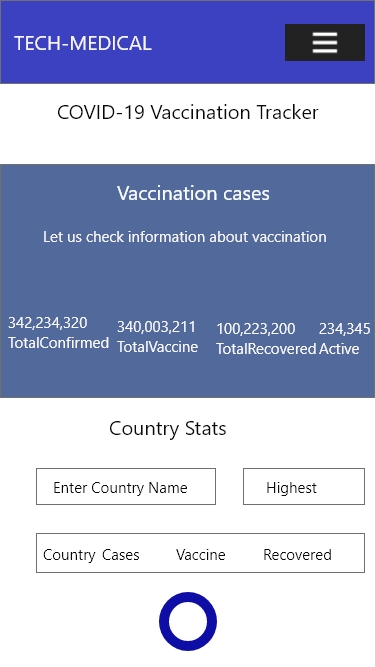 TECH-MEDICAL
COVID-19 Vaccination Tracker
Vaccination cases
Let us check information about vaccination
342,234,320 340,003,211 100,223,200 234,345
TotalConfirmed TotalVaccine TotalRecovered Active
Country Stats
Enter Country Name Highest
Country Cases Vaccine Recovered